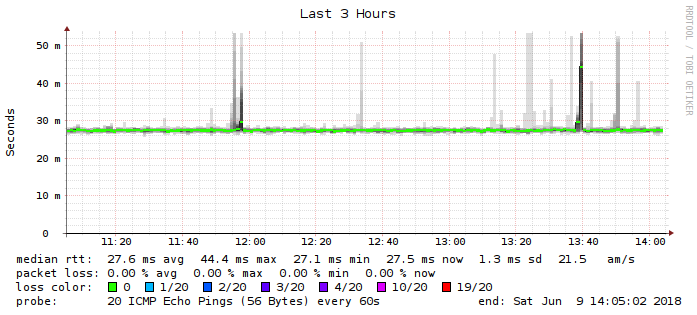 Last 3 Hours
RRDTOOL / TOBI OETIKER
Seconds
50 m
40 m
30 m
20 m
10 m
0
11:20 11:40 12:00 12:20 12:40 13:00 13:20 13:40 14:00
median rtt: 27.6 ms avg 44.4 ms max 27.1 ms min 27.5 ms now 1.3 ms sd 21.5 am/s
packet loss: 0.00 % avg 0.00 % max 0.00 % min 0.00 % now
loss color: 0 1/20 2/20 3/20 4/20 10/20 19/20
probe: 20 ICMP Echo Pings (56 Bytes) every 60s end: Sat Jun 9 14:05:02 2018